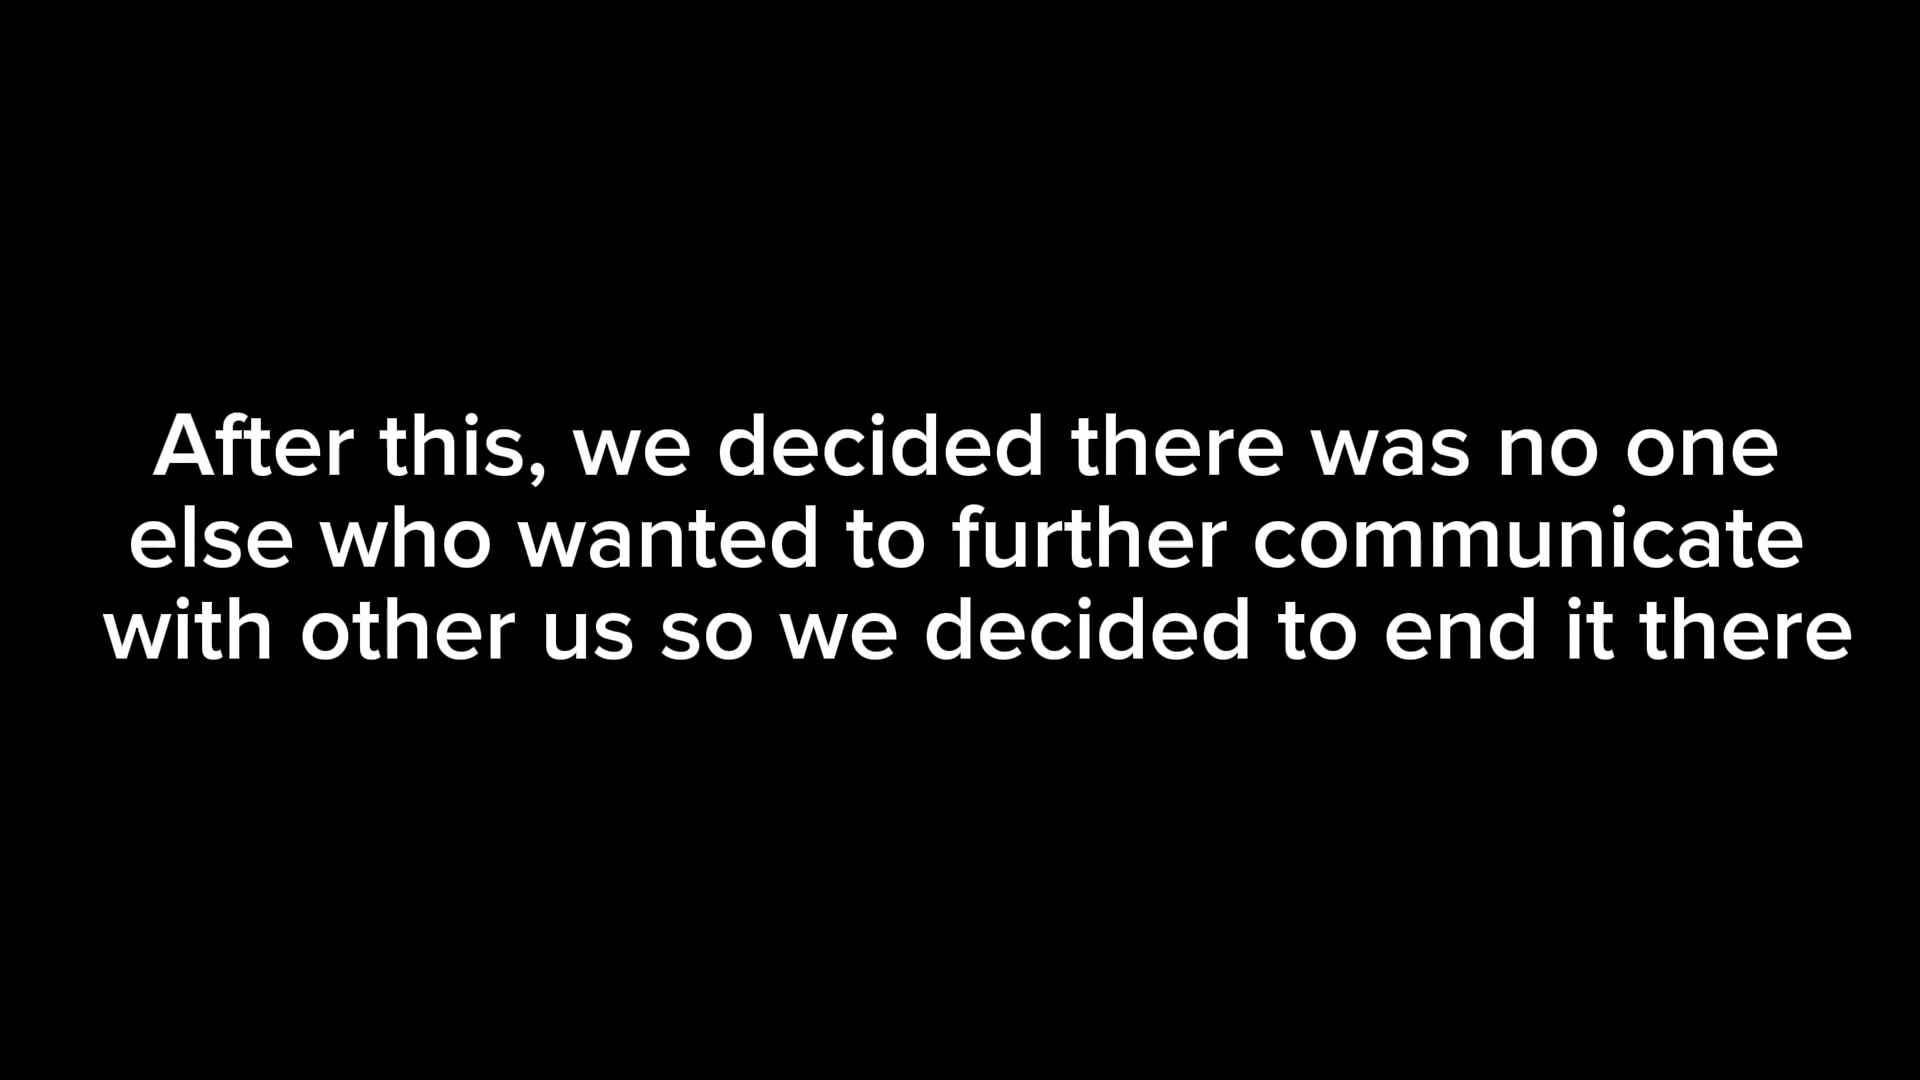 After this, we decided there was no one
else who wanted to further communicate
with other us so we decided to end it there